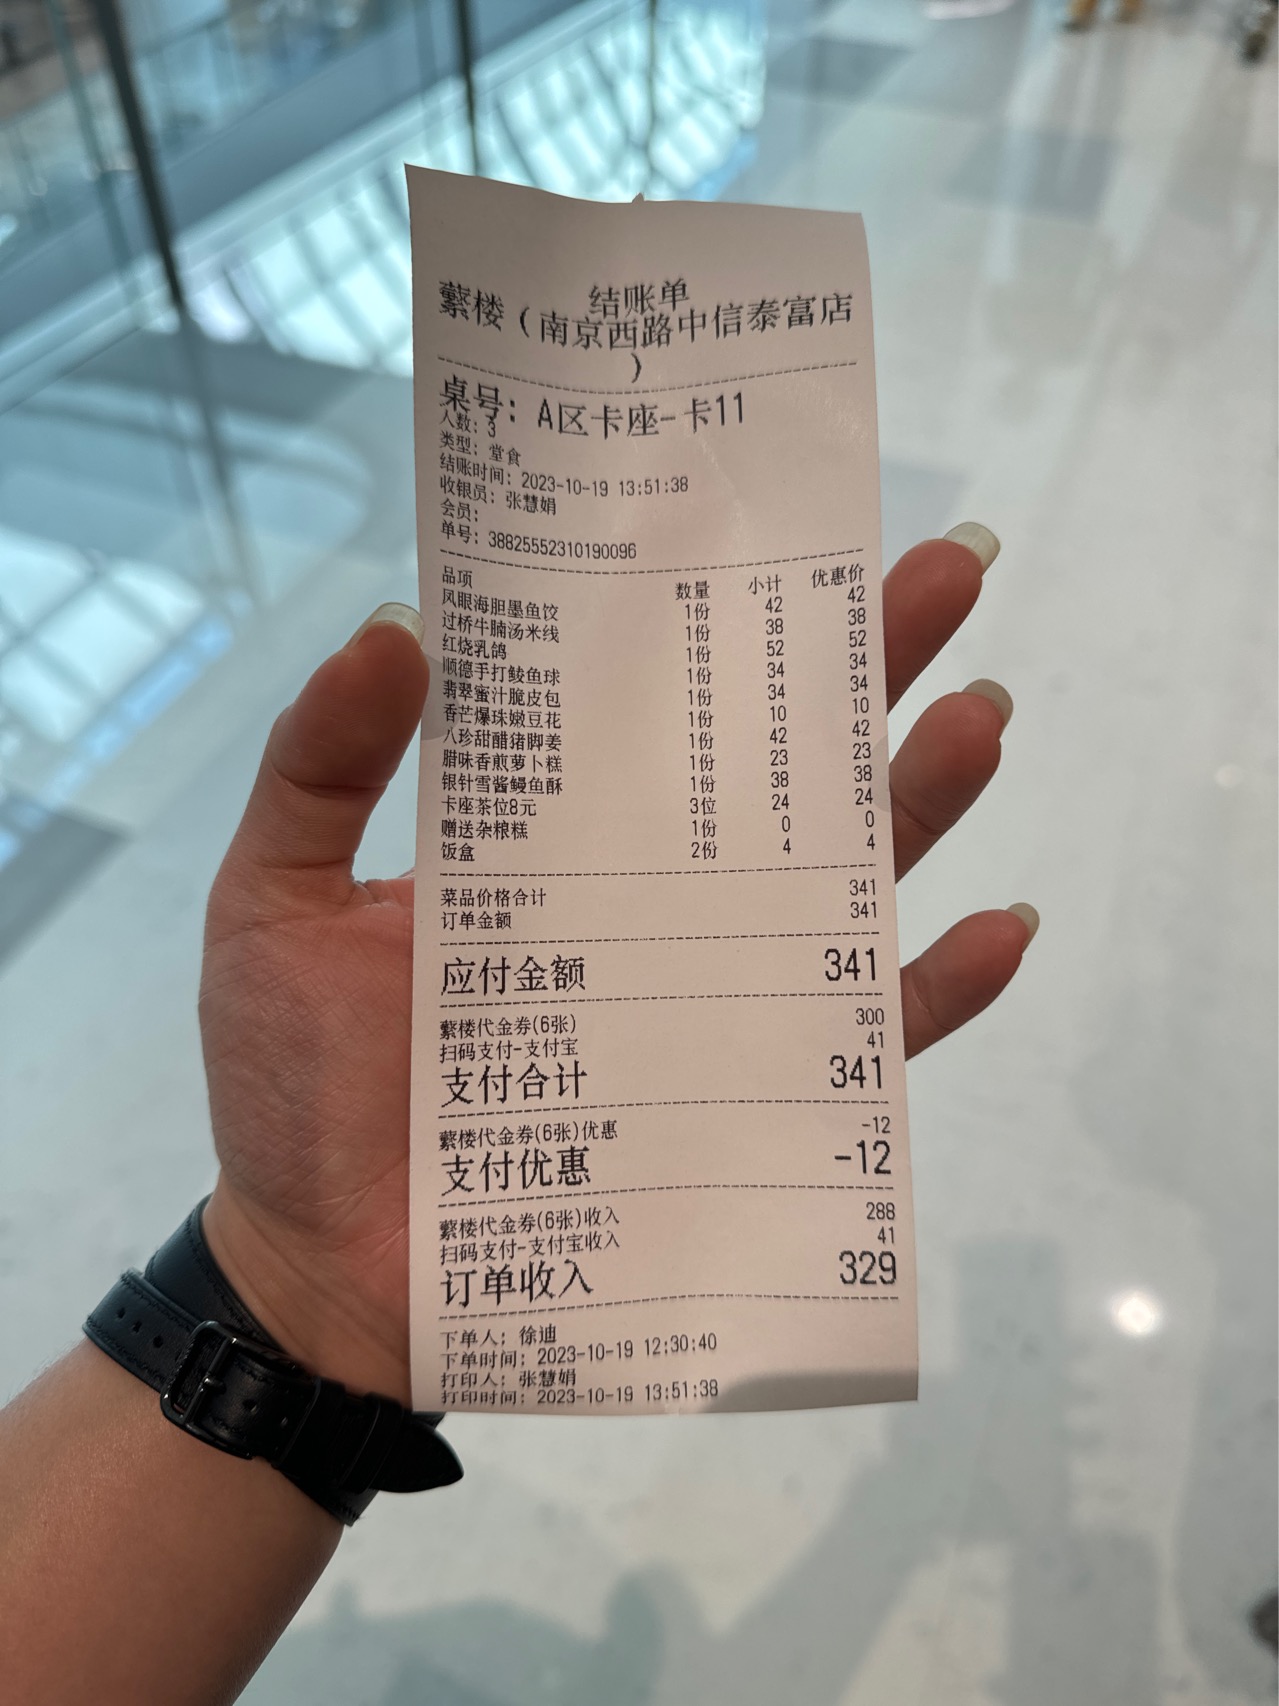 结账单
蘩楼(南京西路中信泰富店
)
桌号: A区卡座-卡11
人数: 3
类型: 堂食
结账时间: 2023-10-19 13:51:38
收银员: 张慧娟
会员:
单号: 38825552310190096
品项 数量 小计 优惠价
凤眼海胆墨鱼饺 1份 42 42
过桥牛腩汤米线 1份 38 38
红烧乳鸽 1份 52 52
顺德手打鲮鱼球 1份 34 34
翡翠蜜汁脆皮包 1份 34 34
香芒爆珠嫩豆花 1份 10 10
八珍甜醋猪脚姜 1份 42 42
腊味香煎萝卜糕 1份 23 23
银针雪酱鳗鱼酥 1份 38 38
卡座茶位8元 3位 24 24
赠送杂粮糕 1份 0 0
饭盒 2份 4 4
菜品价格合计 341
订单金额 341
应付金额 341
蘩楼代金券(6张) 300
扫码支付-支付宝 41
支付合计 341
蘩楼代金券(6张)优惠 -12
支付优惠 -12
蘩楼代金券(6张)收入 288
扫码支付-支付宝收入 41
订单收入 329
下单人: 徐迪
下单时间: 2023-10-19 12:30:40
打印人: 张慧娟
打印时间: 2023-10-19 13:51:38